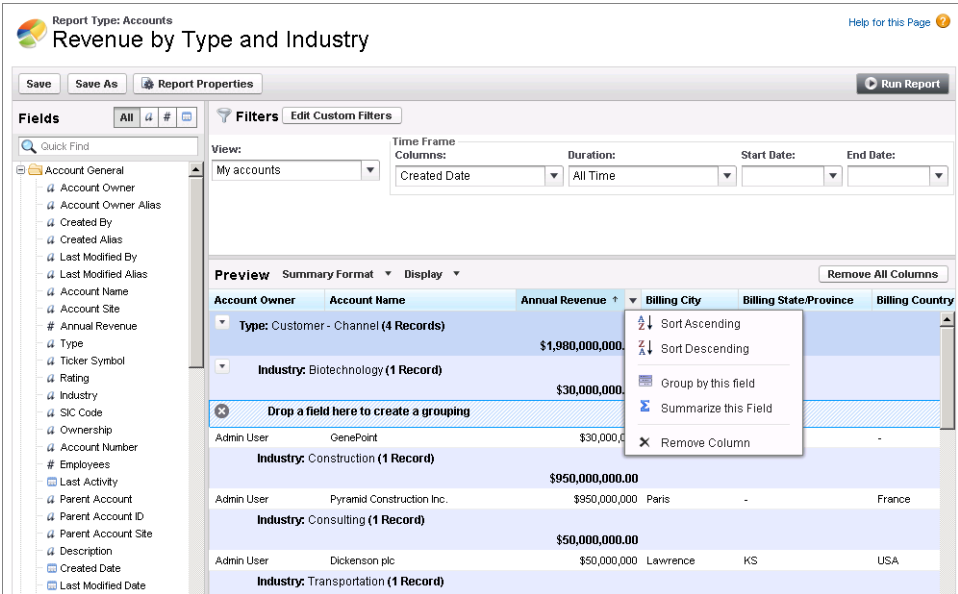 Report Type: Accounts
Help for this Page ?
Revenue by Type and Industry
Save Save As Report Properties Run Report
Fields All a #
Quick Find
Account General
a Account Owner
a Account Owner Alias
a Created By
a Created Alias
a Last Modified By
a Last Modified Alias
a Account Name
a Account Site
# Annual Revenue
a Type
a Ticker Symbol
a Rating
a Industry
a SIC Code
a Ownership
a Account Number
# Employees
Last Activity
a Parent Account
a Parent Account ID
a Parent Account Site
a Description
Created Date
Last Modified Date
Filters Edit Custom Filters
View:
My accounts
Time Frame
Columns: Duration: Start Date: End Date:
Created Date All Time
Preview Summary Format Display Remove All Columns
Account Owner Account Name Annual Revenue ↑ Billing City Billing State/Province Billing Country
Type: Customer - Channel (4 Records)
$1,980,000,000.
Industry: Biotechnology (1 Record)
$30,000,000.
Drop a field here to create a grouping
Admin User GenePoint $30,000,0 -
Industry: Construction (1 Record)
$950,000,000.00
Admin User Pyramid Construction Inc. $950,000,000 Paris - France
Industry: Consulting (1 Record)
$50,000,000.00
Admin User Dickenson plc $50,000,000 Lawrence KS USA
Industry: Transportation (1 Record)
A Z Sort Ascending
Z A Sort Descending
Group by this field
Σ Summarize this Field
Remove Column